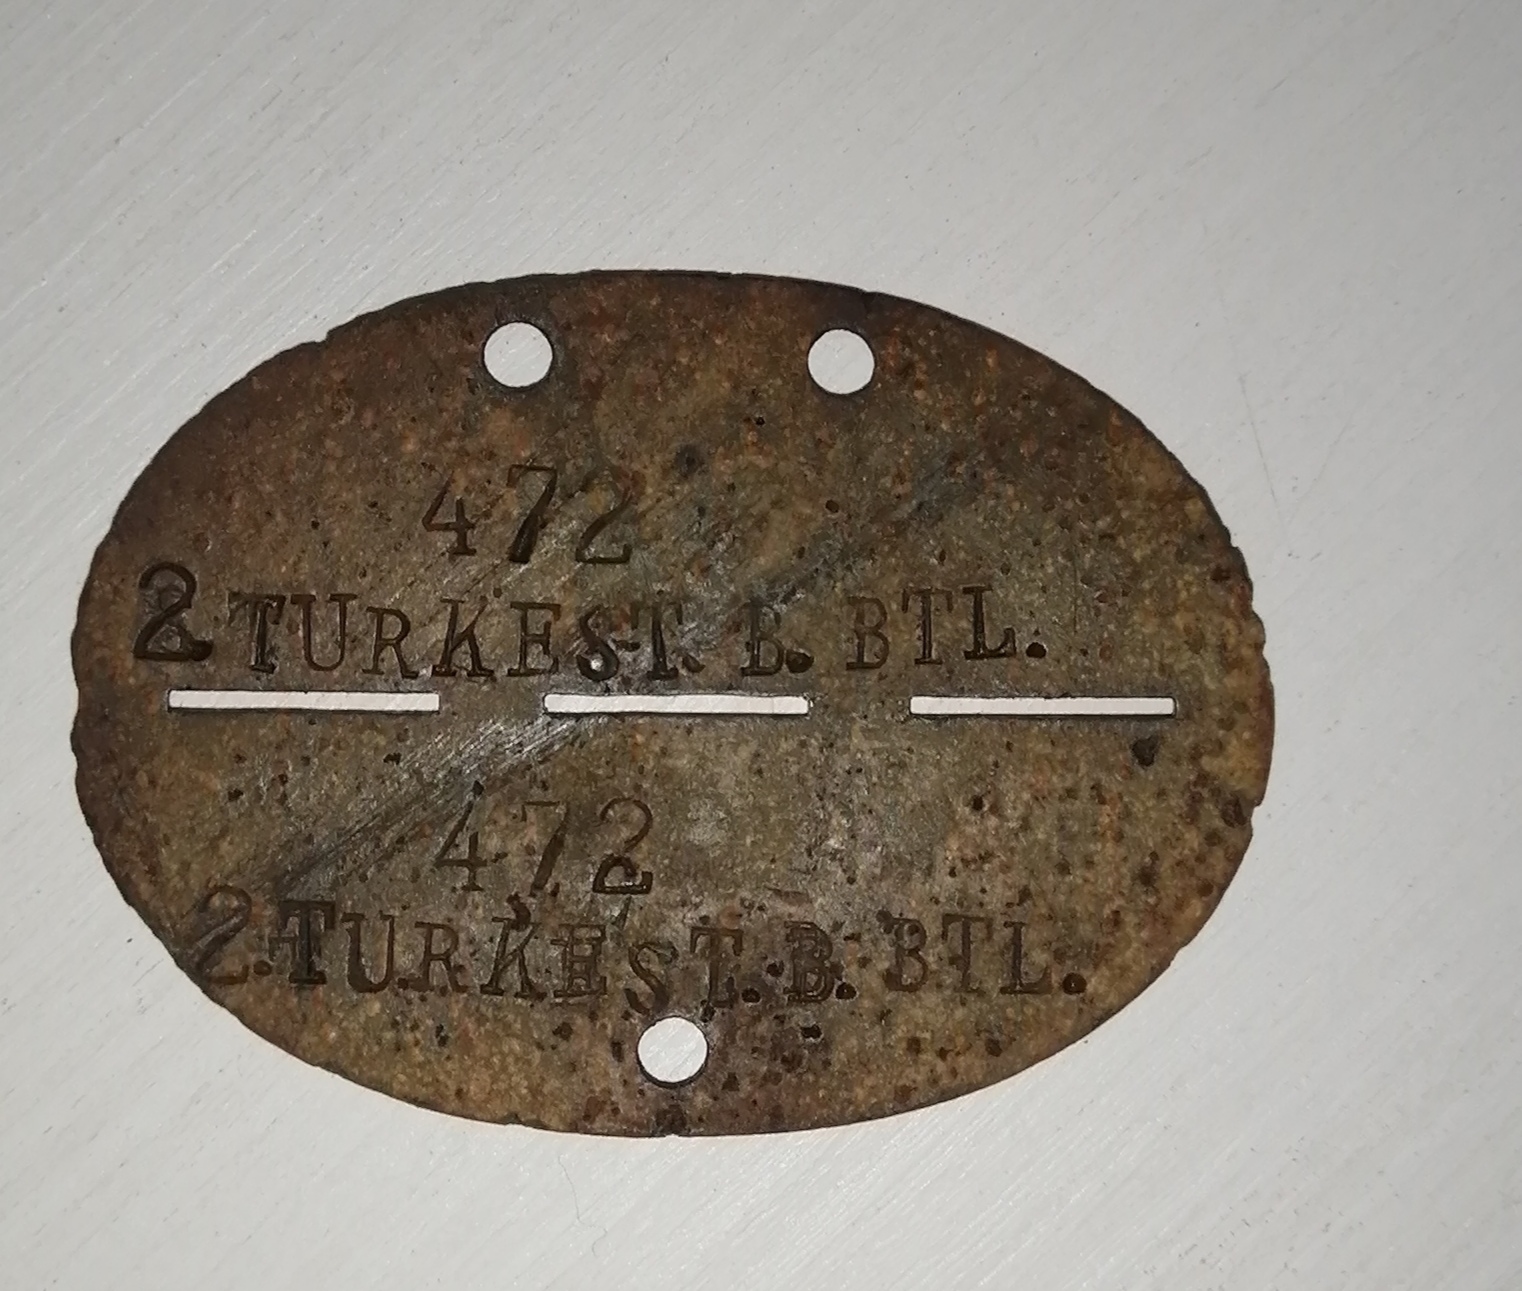 472
2 TURKEST. B. BTL.
472
2.TURKEST. B. BTL.